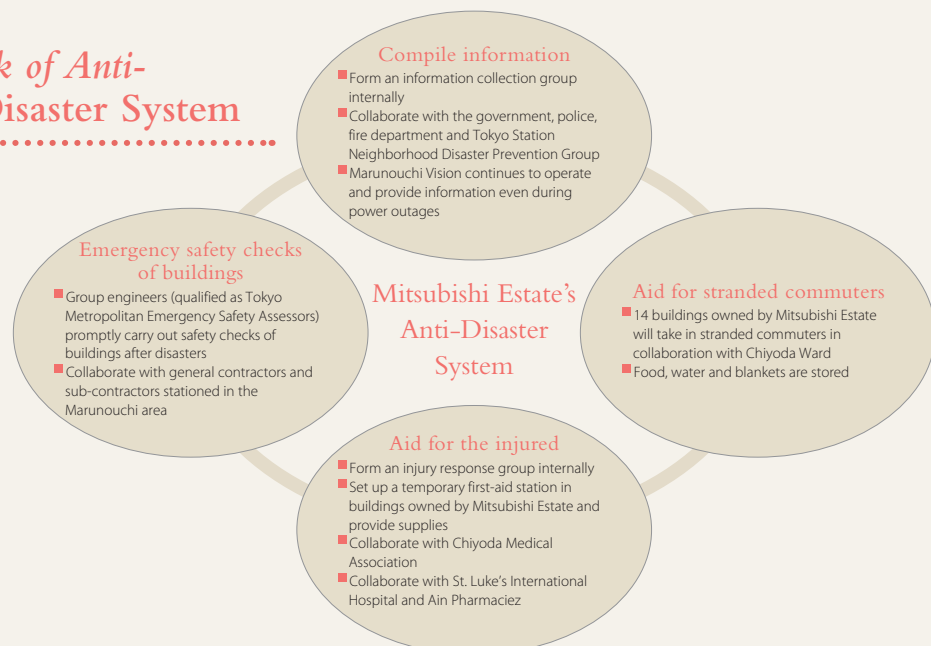 k of Anti-
Disaster System
Compile information
Form an information collection group
internally
Collaborate with the government, police,
fire department and Tokyo Station
Neighborhood Disaster Prevention Group
Marunouchi Vision continues to operate
and provide information even during
power outages
Emergency safety checks
of buildings
Group engineers (qualified as Tokyo
Metropolitan Emergency Safety Assessors)
promptly carry out safety checks of
buildings after disasters
Collaborate with general contractors and
sub-contractors stationed in the
Marunouchi area
Mitsubishi Estate’s
Anti-Disaster
System
Aid for stranded commuters
14 buildings owned by Mitsubishi Estate
will take in stranded commuters in
collaboration with Chiyoda Ward
Food, water and blankets are stored
Aid for the injured
Form an injury response group internally
Set up a temporary first-aid station in
buildings owned by Mitsubishi Estate and
provide supplies
Collaborate with Chiyoda Medical
Association
Collaborate with St. Luke’s International
Hospital and Ain Pharmaciez